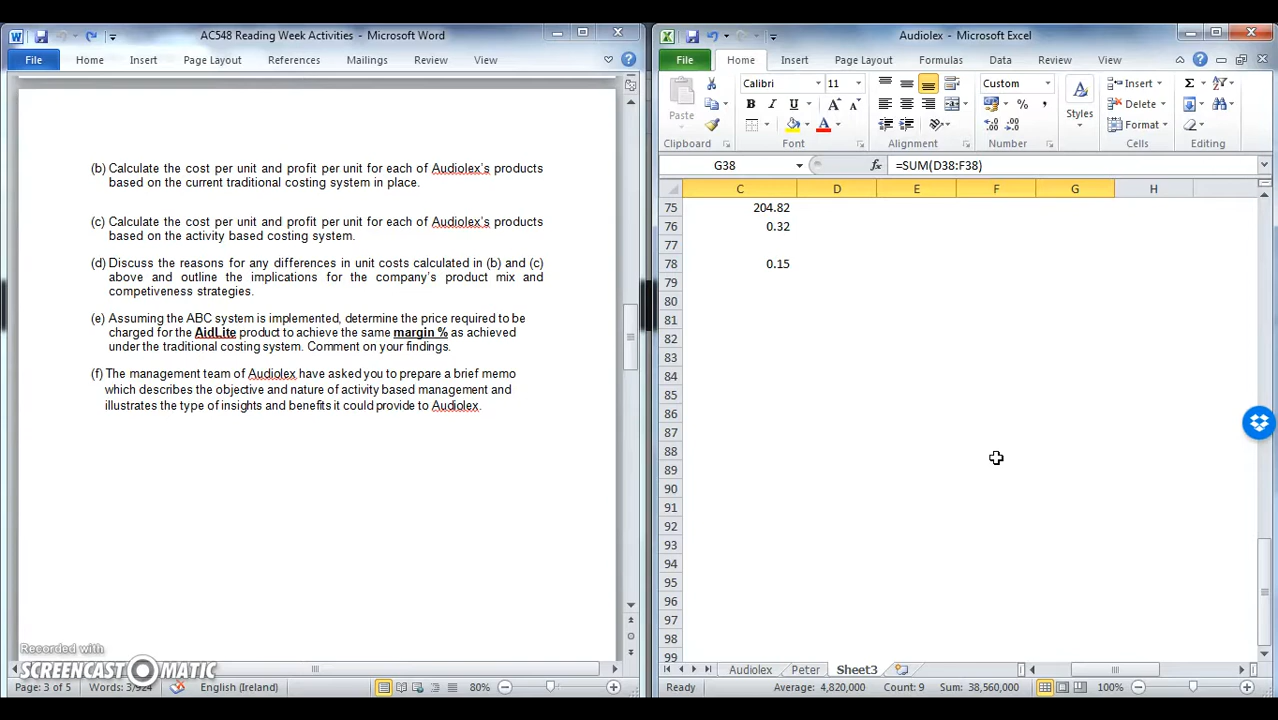 AC548 Reading Week Activities - Microsoft Word
File Home Insert Page Layout References Mailings Review View
(b) Calculate the cost per unit and profit per unit for each of Audiolex's products
based on the current traditional costing system in place.
(c) Calculate the cost per unit and profit per unit for each of Audiolex's products
based on the activity based costing system.
(d) Discuss the reasons for any differences in unit costs calculated in (b) and (c)
above and outline the implications for the company's product mix and
competiveness strategies.
(e) Assuming the ABC system is implemented, determine the price required to be
charged for the AidLite product to achieve the same margin % as achieved
under the traditional costing system. Comment on your findings.
(f) The management team of Audiolex have asked you to prepare a brief memo
which describes the objective and nature of activity based management and
illustrates the type of insights and benefits it could provide to Audiolex.
Recorded with
SCREENCAST-O-MATIC
Page: 3 of 5 Words: 3/924 English (Ireland) 80%
Audiolex - Microsoft Excel
File Home Insert Page Layout Formulas Data Review View
Calibri 11 Custom Insert
Paste B I U % , Styles Delete
Format
Clipboard Font Alignment Number Cells Editing
G38 fx =SUM(D38:F38)
C D E F G H
75 204.82
76 0.32
77
78 0.15
79
80
81
82
83
84
85
86
87
88
89
90
91
92
93
94
95
96
97
98
99
Audiolex Peter Sheet3
Ready Average: 4,820,000 Count: 9 Sum: 38,560,000 100%